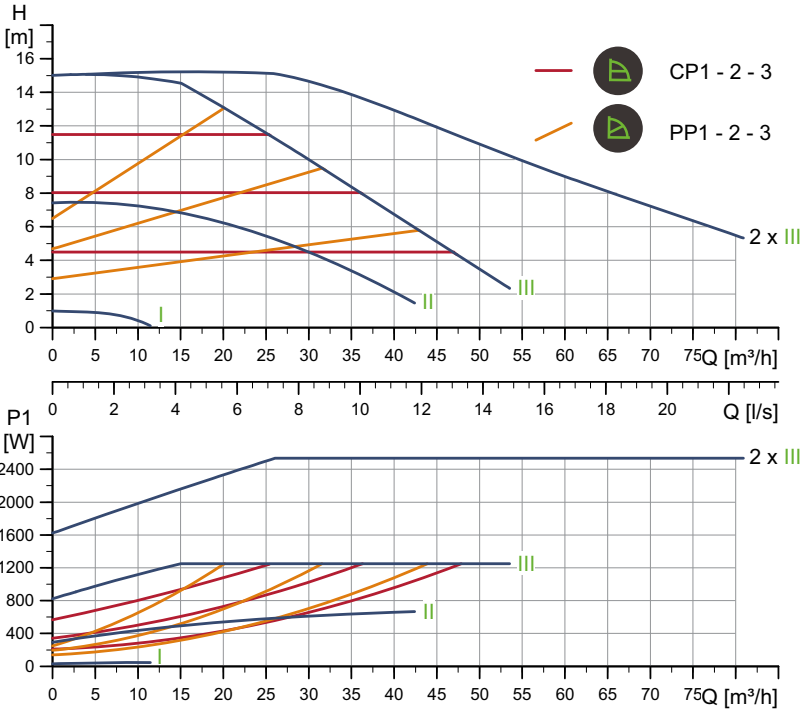 H
[m]
16
14
12
10
8
6
4
2
0
CP1 - 2 - 3
PP1 - 2 - 3
2 x III
III
II
I
0 5 10 15 20 25 30 35 40 45 50 55 60 65 70 75 Q [m³/h]
0 2 4 6 8 10 12 14 16 18 20 Q [l/s]
P1
[W]
2400
2000
1600
1200
800
400
0
2 x III
III
II
I
0 5 10 15 20 25 30 35 40 45 50 55 60 65 70 75 Q [m³/h]